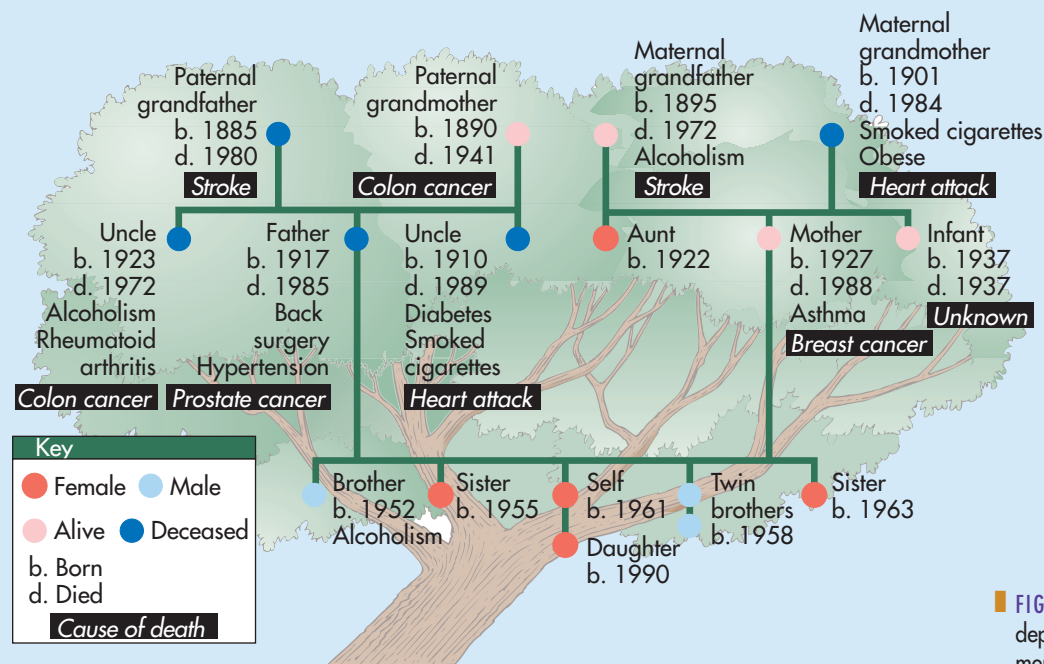 Paternal
grandfather
b. 1885
d. 1980
Stroke
Paternal
grandmother
b. 1890
d. 1941
Colon cancer
Maternal
grandfather
b. 1895
d. 1972
Alcoholism
Stroke
Maternal
grandmother
b. 1901
d. 1984
Smoked cigarettes
Obese
Heart attack
Uncle
b. 1923
d. 1972
Alcoholism
Rheumatoid
arthritis
Colon cancer
Father
b. 1917
d. 1985
Back
surgery
Hypertension
Prostate cancer
Uncle
b. 1910
d. 1989
Diabetes
Smoked
cigarettes
Heart attack
Aunt
b. 1922
Mother
b. 1927
d. 1988
Asthma
Breast cancer
Infant
b. 1937
d. 1937
Unknown
Brother
b. 1952
Alcoholism
Sister
b. 1955
Self
b. 1961
Daughter
b. 1990
Twin
brothers
b. 1958
Sister
b. 1963
Key
Female Male
Alive Deceased
b. Born
d. Died
Cause of death
FIG
dep